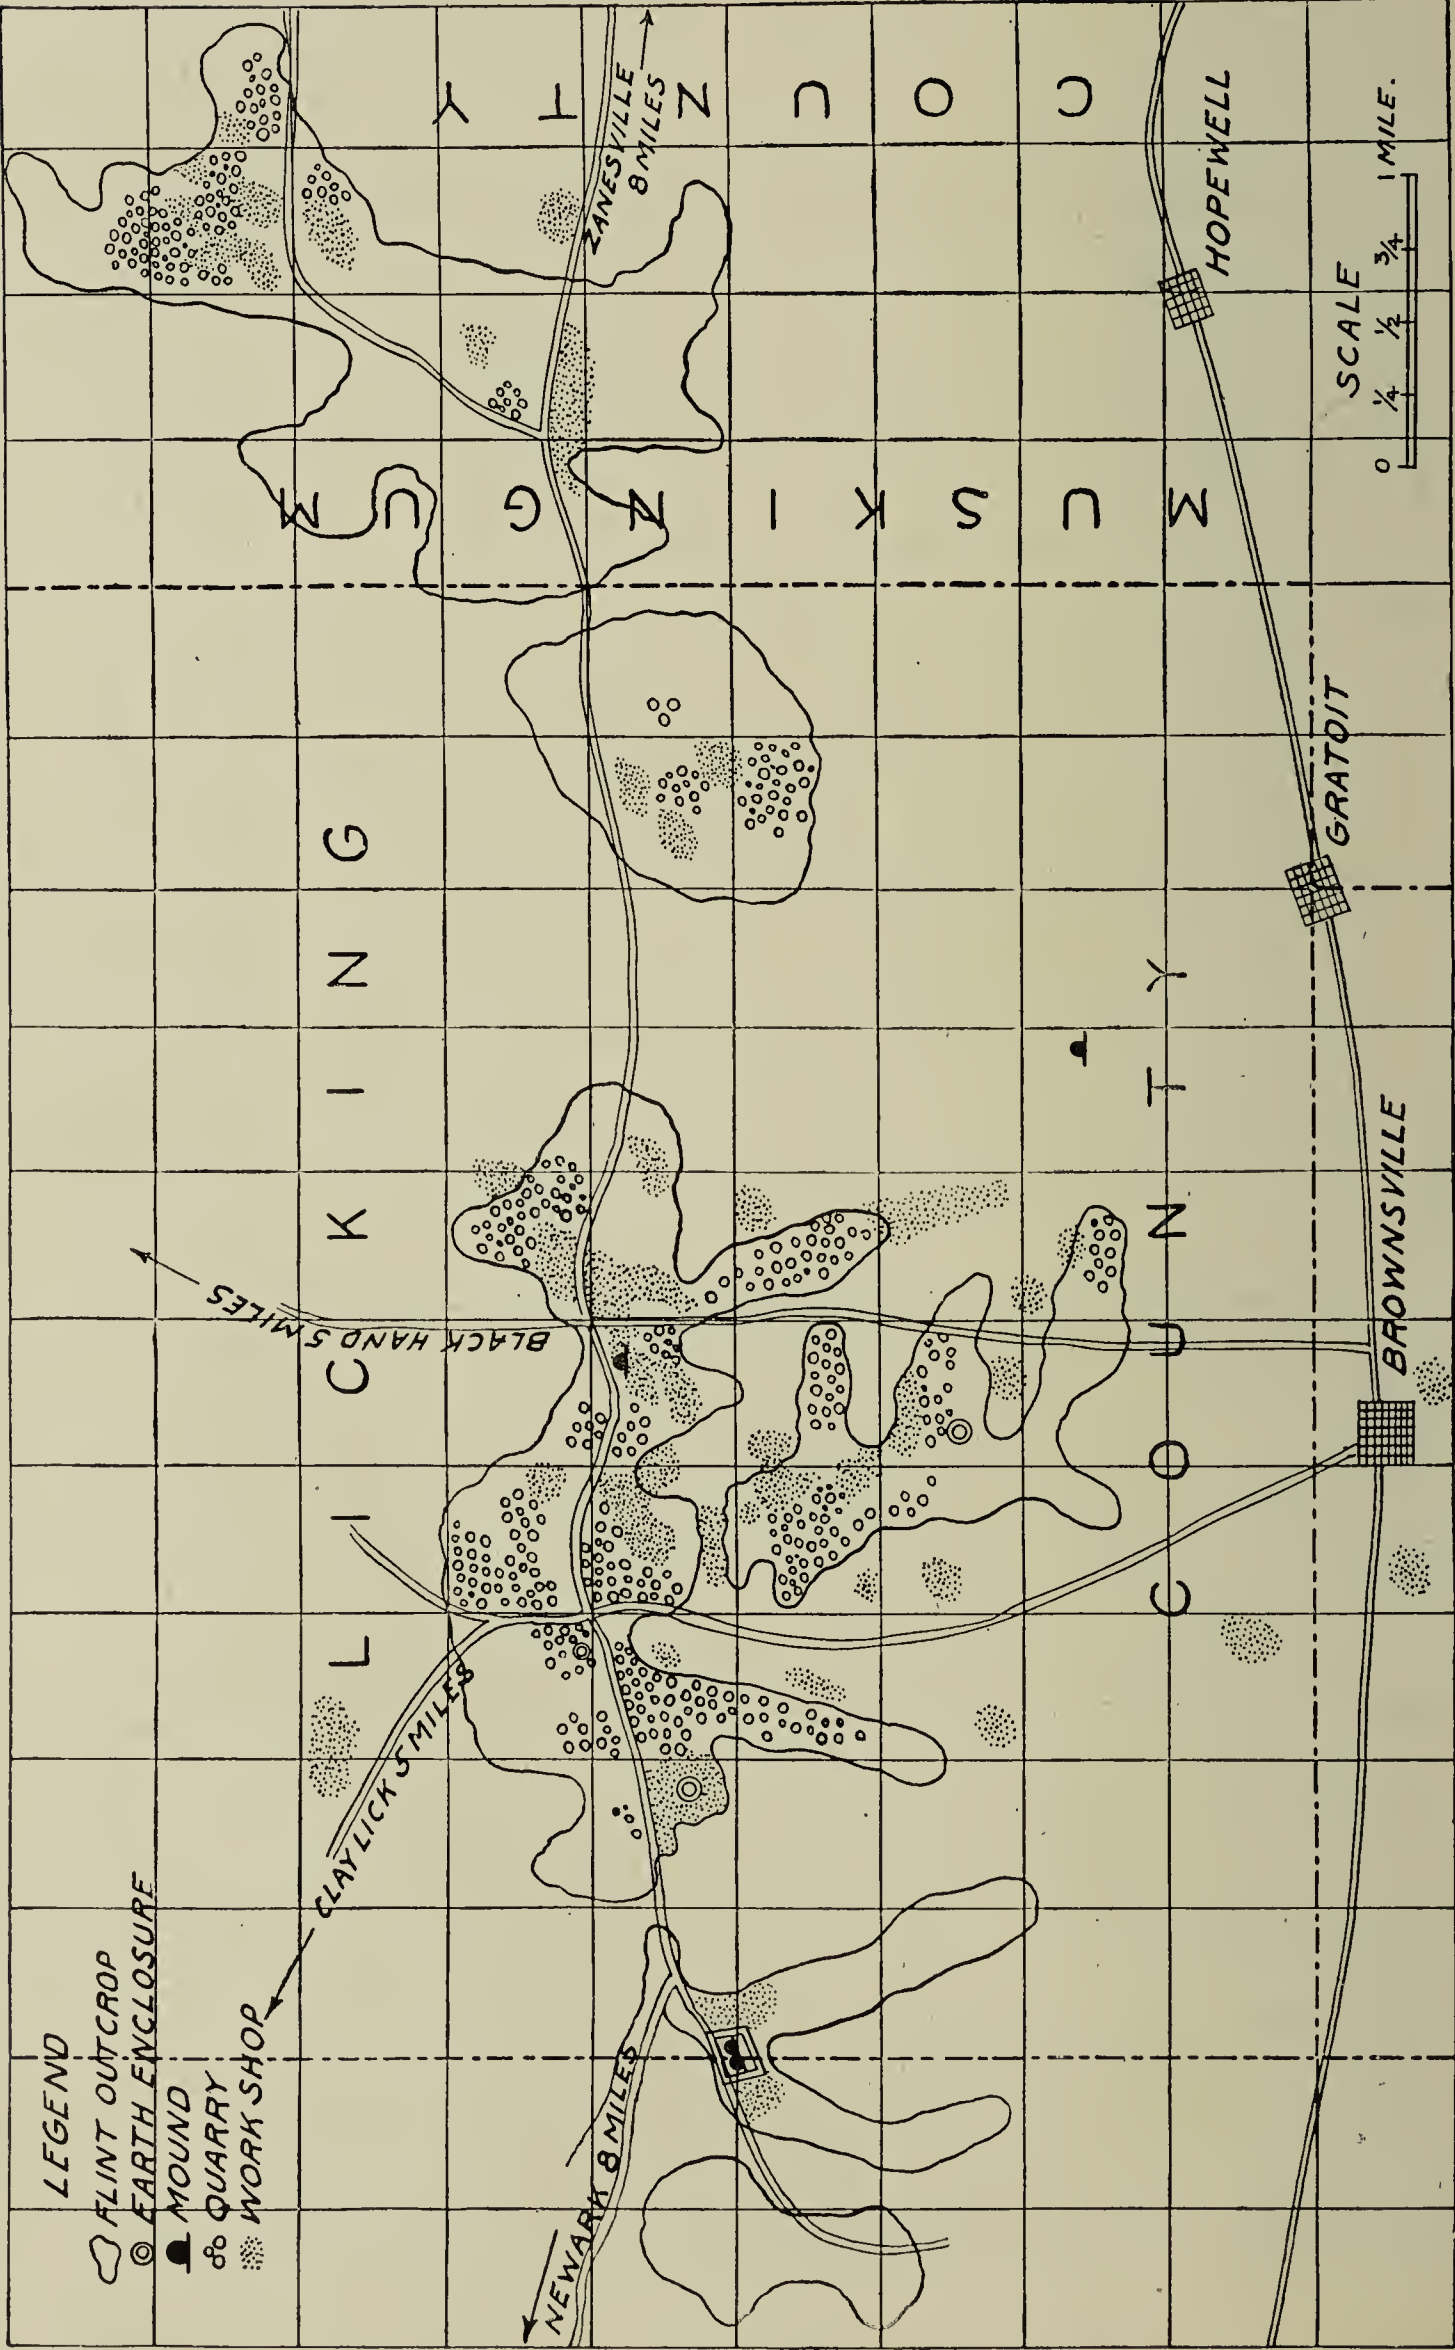 LEGEND
FLINT OUTCROP
EARTH ENCLOSURE
MOUND
QUARRY
WORK SHOP
CLAYLICK 5 MILES
NEWARK 8 MILES
BLACK HAND 5 MILES
ZANESVILLE
8 MILES
LICKING
COUNTY
MUSKINGUM
COUNTY
BROWNSVILLE
GRATOIT
HOPEWELL
SCALE
0 1/4 1/2 3/4 1 MILE.